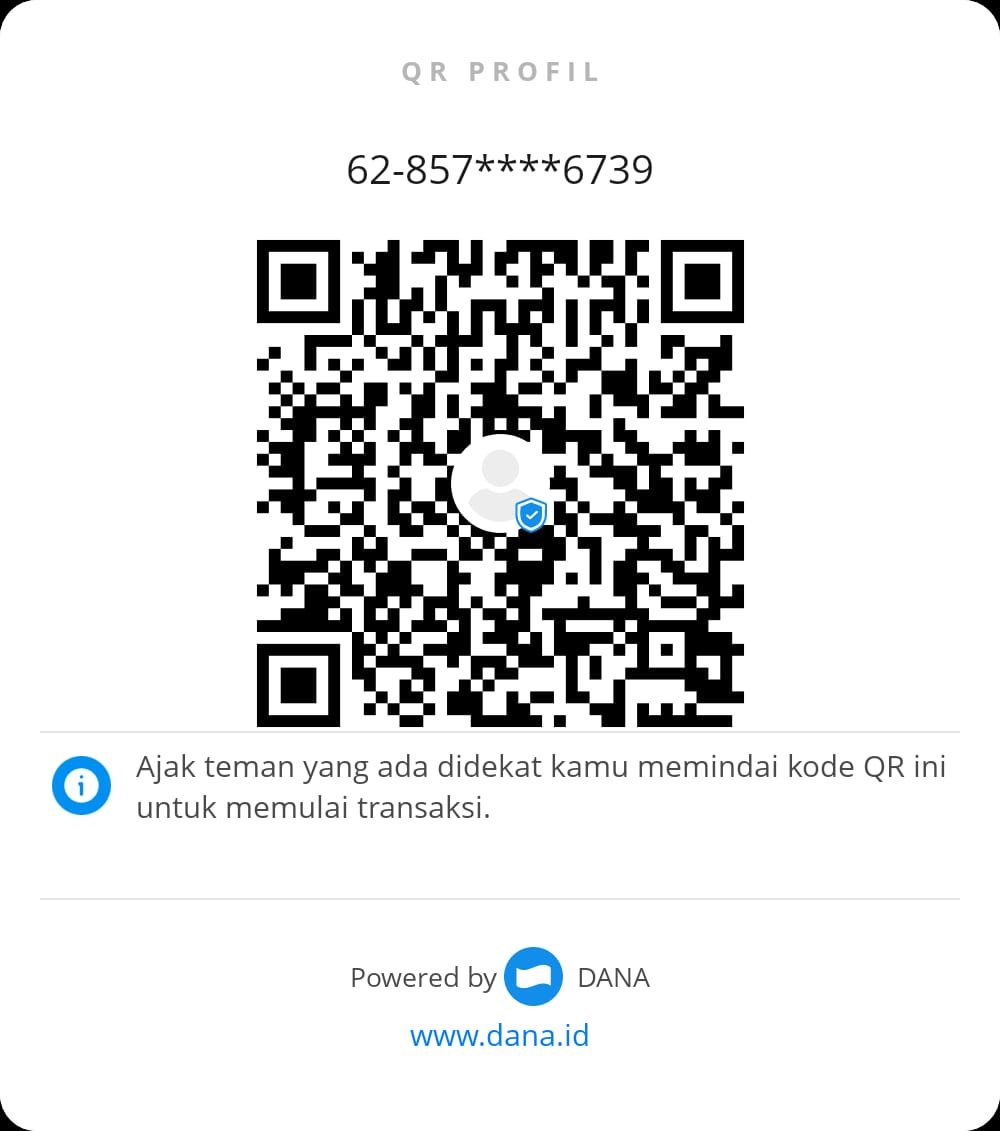 QR PROFIL
62-857****6739
Ajak teman yang ada didekat kamu memindai kode QR ini
untuk memulai transaksi.
Powered by DANA
www.dana.id